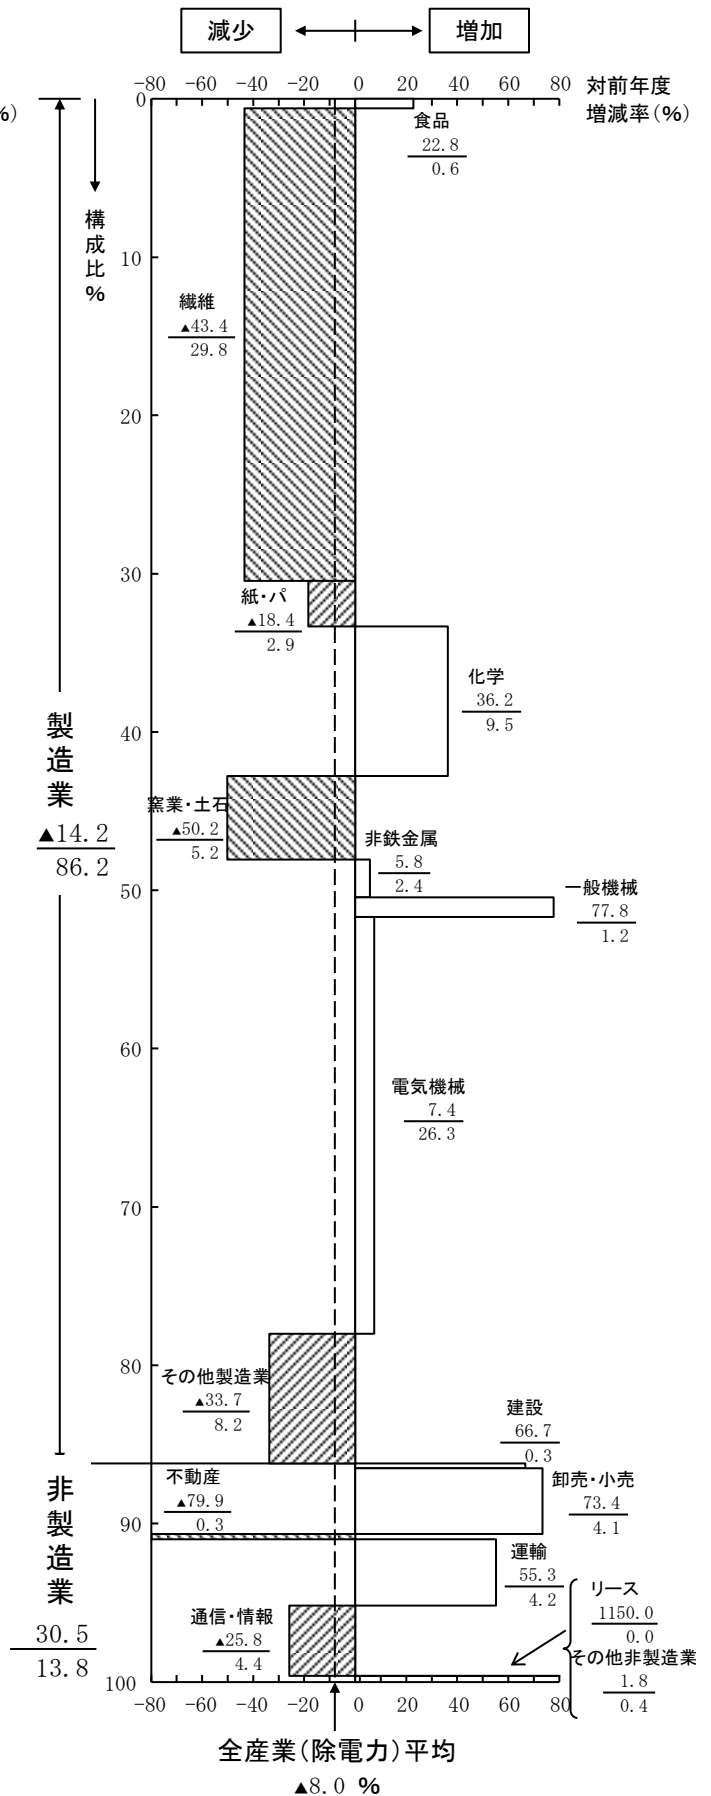 減少
増加
-80 -60 -40 -20 0 20 40 60 80
対前年度
増減率(%)
%)
構成比%
0
10
20
30
40
50
60
70
80
90
100
食品
22.8
0.6
繊維
▲43.4
29.8
紙・パ
▲18.4
2.9
化学
36.2
9.5
製造業
▲14.2
86.2
窯業・土石
▲50.2
5.2
非鉄金属
5.8
2.4
一般機械
77.8
1.2
電気機械
7.4
26.3
その他製造業
▲33.7
8.2
建設
66.7
0.3
非製造業
30.5
13.8
不動産
▲79.9
0.3
卸売・小売
73.4
4.1
運輸
55.3
4.2
リース
1150.0
0.0
通信・情報
▲25.8
4.4
その他非製造業
1.8
0.4
-80 -60 -40 -20 0 20 40 60 80
全産業(除電力)平均
▲8.0 %